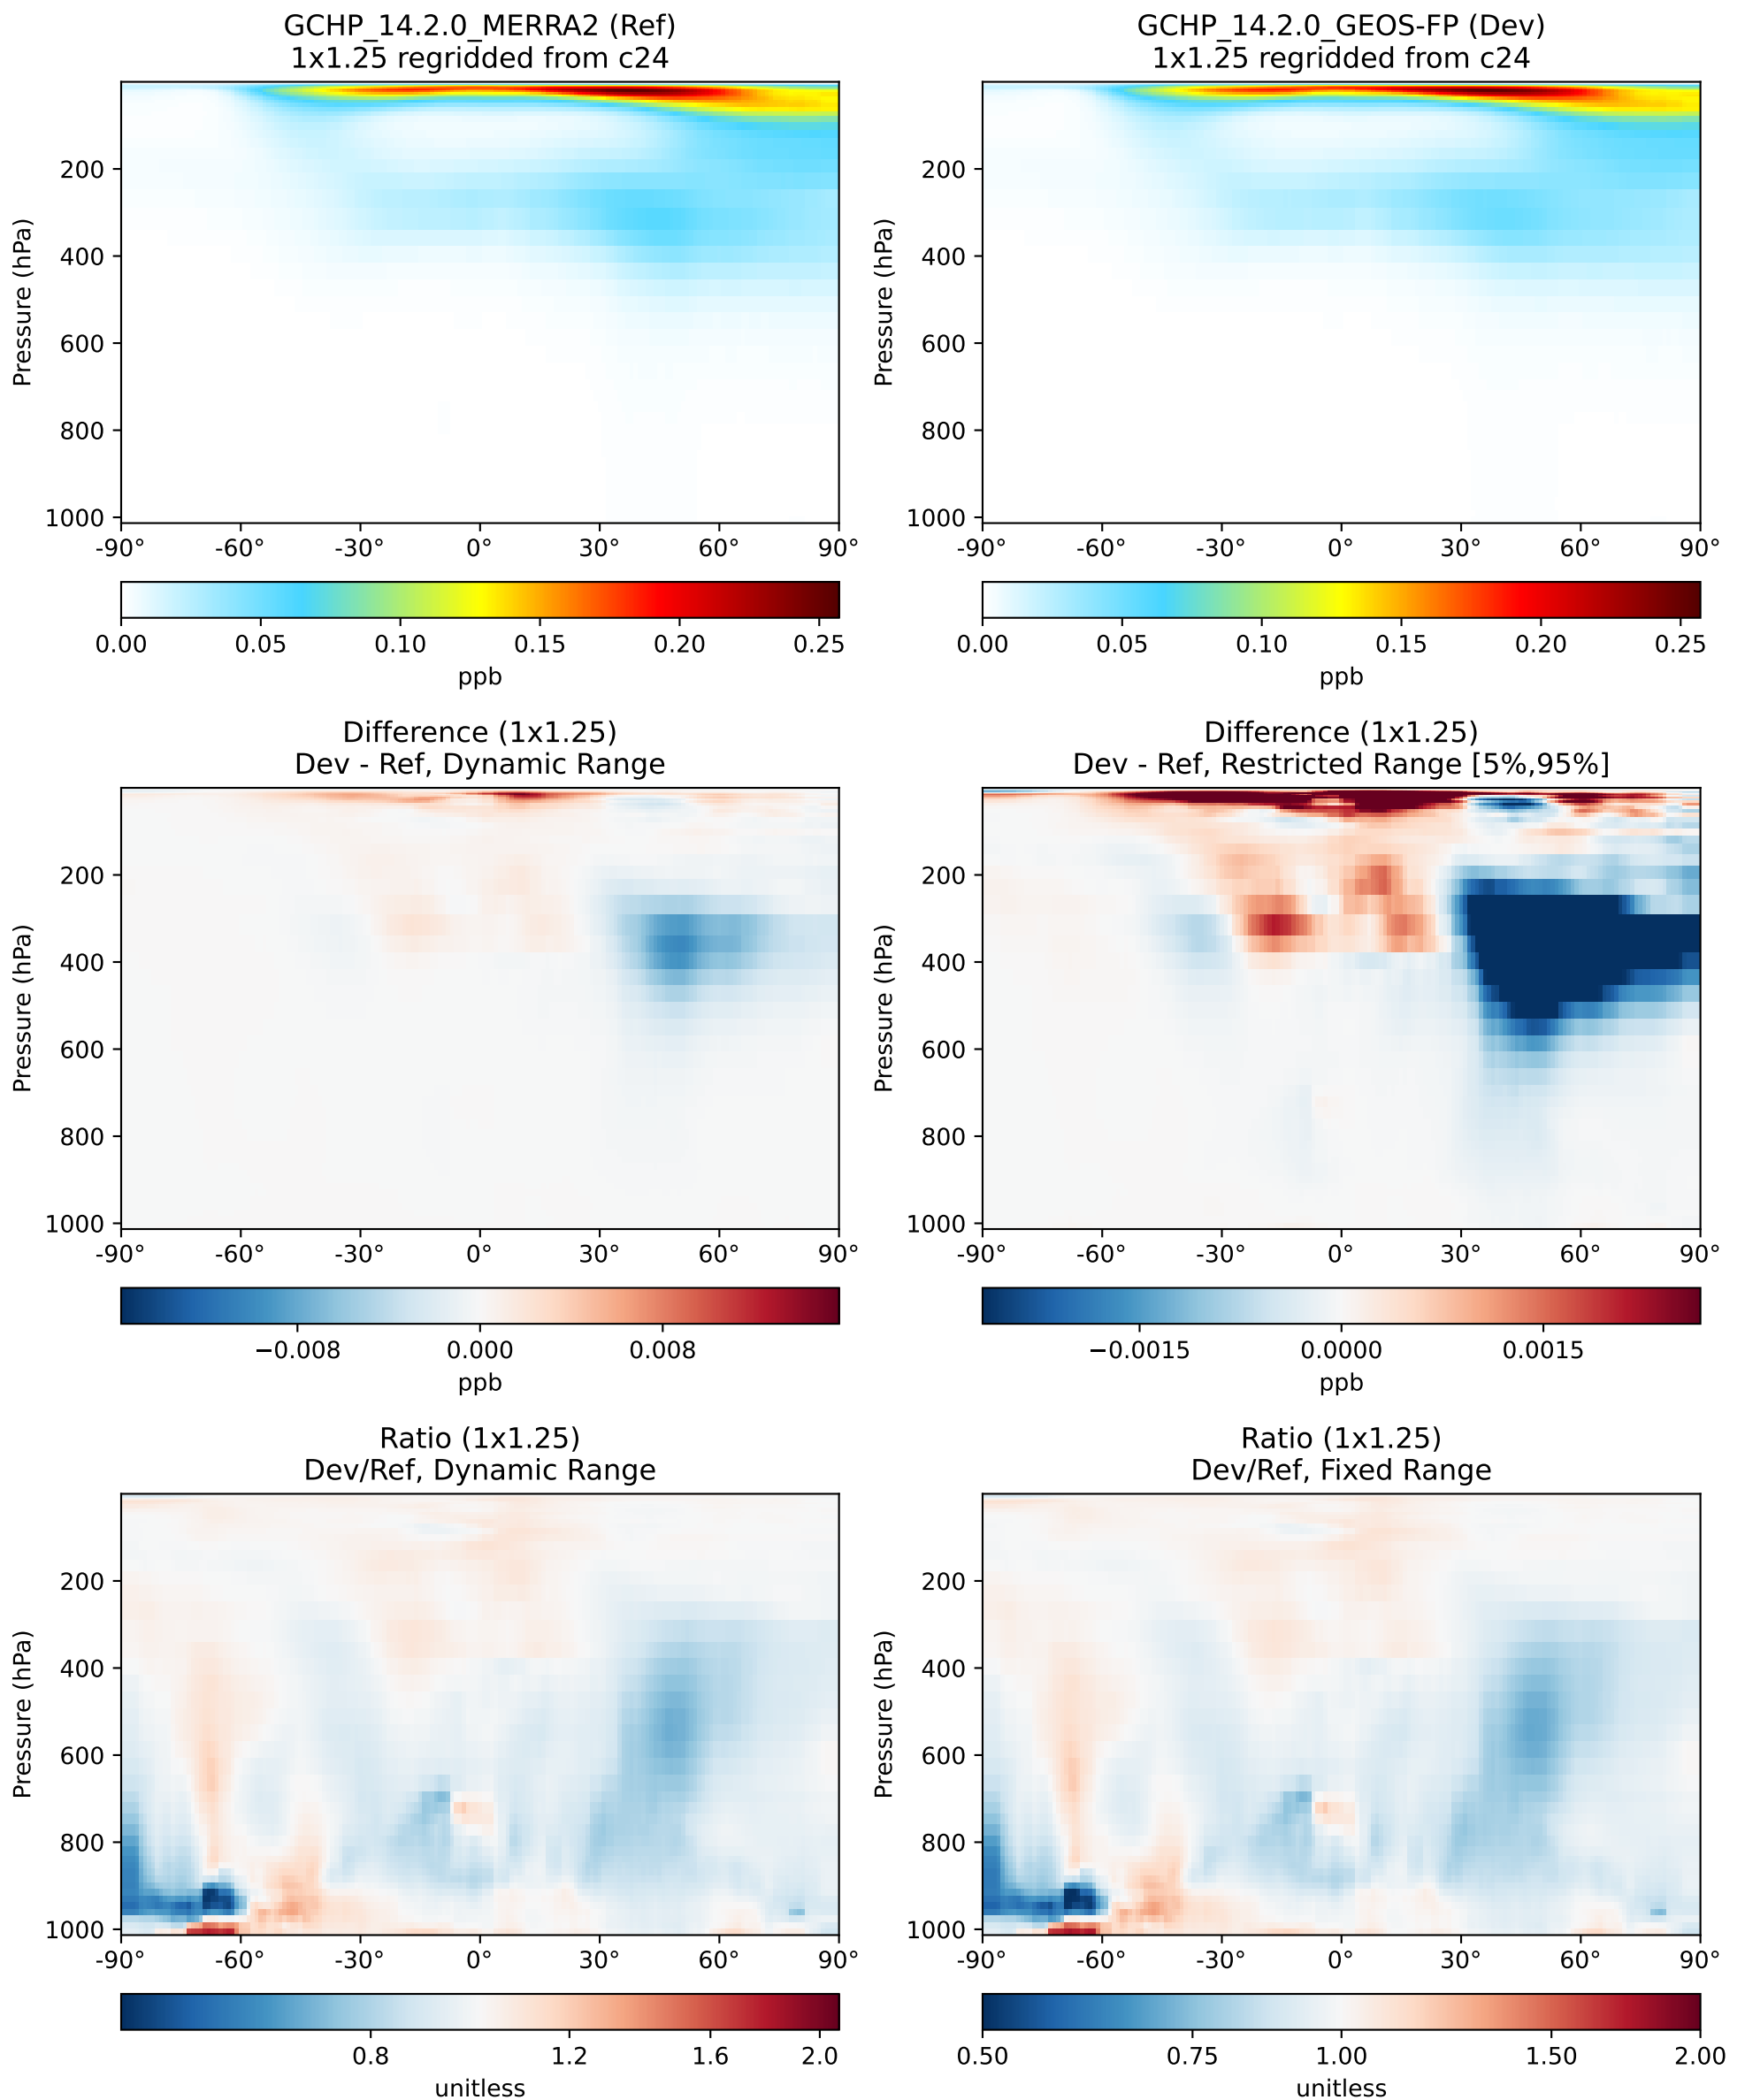 GCHP_14.2.0_MERRA2 (Ref)
1x1.25 regridded from c24
Pressure (hPa)
200
400
600
800
1000
-90° -60° -30° 0° 30° 60° 90°
0.00 0.05 0.10 0.15 0.20 0.25
ppb
GCHP_14.2.0_GEOS-FP (Dev)
1x1.25 regridded from c24
Pressure (hPa)
200
400
600
800
1000
-90° -60° -30° 0° 30° 60° 90°
0.00 0.05 0.10 0.15 0.20 0.25
ppb
Difference (1x1.25)
Dev - Ref, Dynamic Range
Pressure (hPa)
200
400
600
800
1000
-90° -60° -30° 0° 30° 60° 90°
−0.008 0.000 0.008
ppb
Difference (1x1.25)
Dev - Ref, Restricted Range [5%,95%]
Pressure (hPa)
200
400
600
800
1000
-90° -60° -30° 0° 30° 60° 90°
−0.0015 0.0000 0.0015
ppb
Ratio (1x1.25)
Dev/Ref, Dynamic Range
Pressure (hPa)
200
400
600
800
1000
-90° -60° -30° 0° 30° 60° 90°
0.8 1.2 1.6 2.0
unitless
Ratio (1x1.25)
Dev/Ref, Fixed Range
Pressure (hPa)
200
400
600
800
1000
-90° -60° -30° 0° 30° 60° 90°
0.50 0.75 1.00 1.50 2.00
unitless